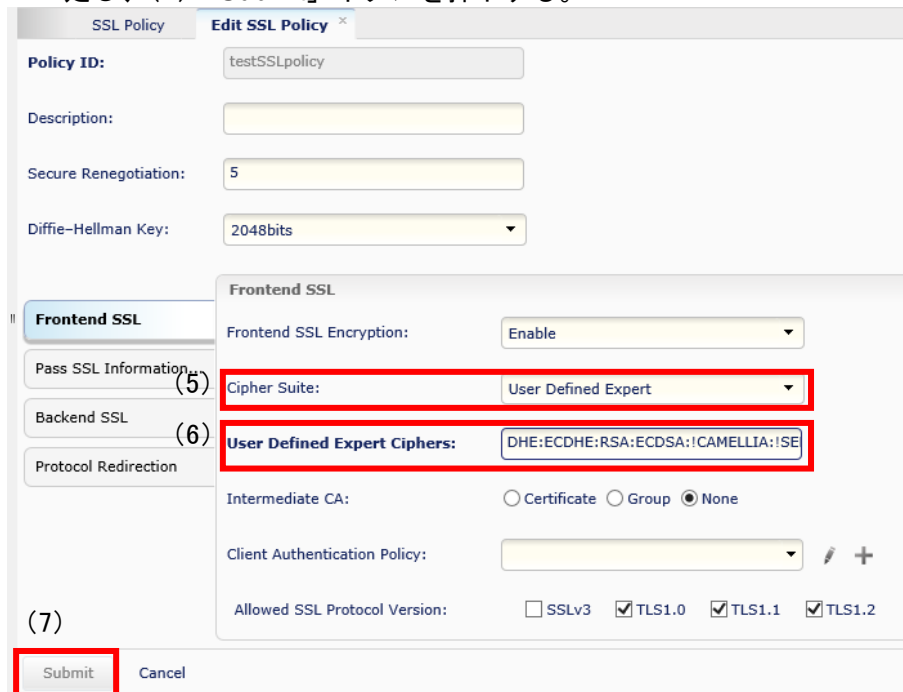 SSL Policy Edit SSL Policy ×
Policy ID: testSSLpolicy
Description:
Secure Renegotiation: 5
Diffie-Hellman Key: 2048bits
Frontend SSL
Frontend SSL
Frontend SSL Encryption: Enable
Pass SSL Information..
(5) Cipher Suite: User Defined Expert
Backend SSL
(6) User Defined Expert Ciphers: DHE:ECDHE:RSA:ECDSA:!CAMELLIA:!SE
Protocol Redirection
Intermediate CA: Certificate Group None
Client Authentication Policy:
Allowed SSL Protocol Version: SSLv3 TLS1.0 TLS1.1 TLS1.2
(7)
Submit Cancel